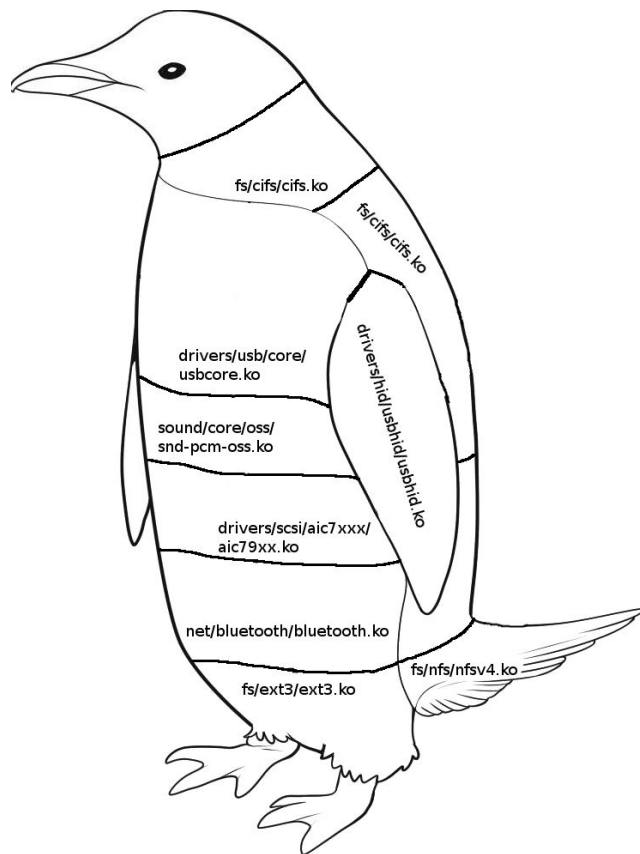 fs/cifs/cifs.ko
fs/cifs/cifs.ko
drivers/usb/core/
usbcore.ko
drivers/hid/usbhid/usbhid.ko
sound/core/oss/
snd-pcm-oss.ko
drivers/scsi/aic7xxx/
aic79xx.ko
net/bluetooth/bluetooth.ko
fs/nfs/nfsv4.ko
fs/ext3/ext3.ko